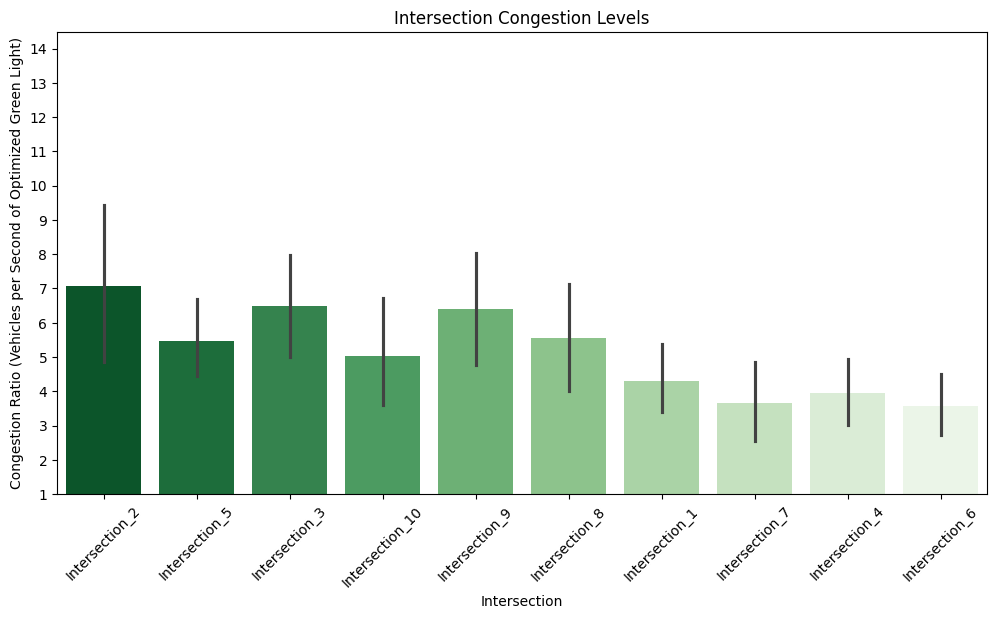 Intersection Congestion Levels
Congestion Ratio (Vehicles per Second of Optimized Green Light)
14
13
12
11
10
9
8
7
6
5
4
3
2
1
Intersection_2
Intersection_5
Intersection_3
Intersection_10
Intersection_9
Intersection_8
Intersection_1
Intersection_7
Intersection_4
Intersection_6
Intersection